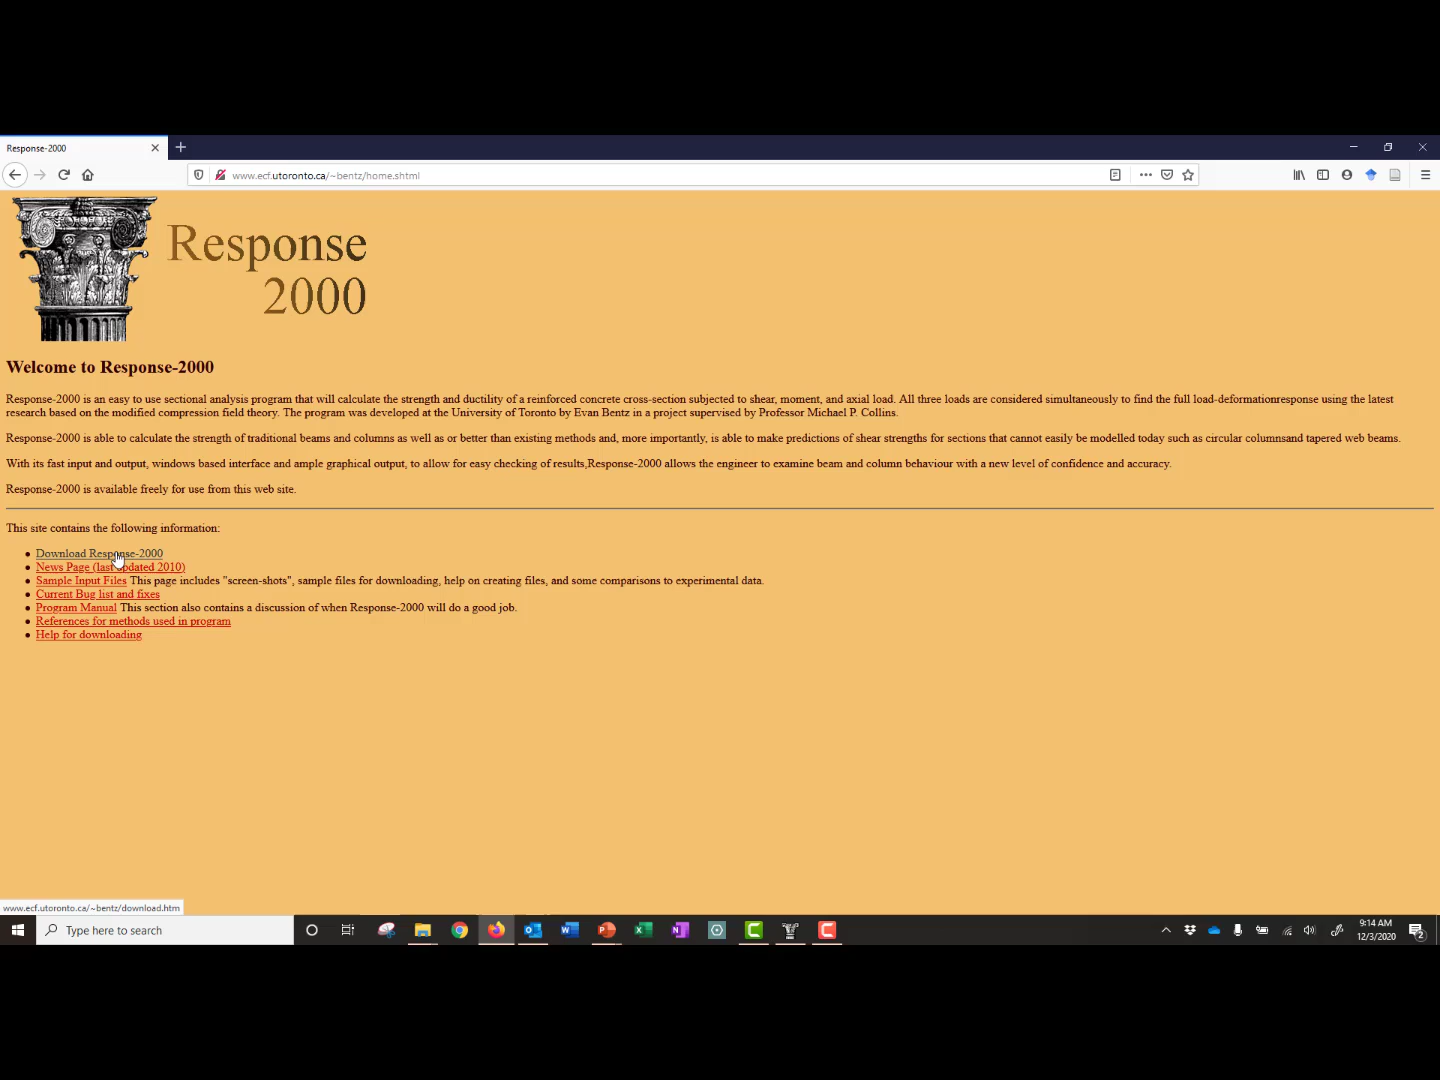 Response-2000
www.ecf.utoronto.ca/~bentz/home.shtml
Response
2000
Welcome to Response-2000
Response-2000 is an easy to use sectional analysis program that will calculate the strength and ductility of a reinforced concrete cross-section subjected to shear, moment, and axial load. All three loads are considered simultaneously to find the full load-deformationresponse using the latest
research based on the modified compression field theory. The program was developed at the University of Toronto by Evan Bentz in a project supervised by Professor Michael P. Collins.
Response-2000 is able to calculate the strength of traditional beams and columns as well as or better than existing methods and, more importantly, is able to make predictions of shear strengths for sections that cannot easily be modelled today such as circular columnsand tapered web beams.
With its fast input and output, windows based interface and ample graphical output, to allow for easy checking of results,Response-2000 allows the engineer to examine beam and column behaviour with a new level of confidence and accuracy.
Response-2000 is available freely for use from this web site.
This site contains the following information:
Download Response-2000
News Page (last updated 2010)
Sample Input Files This page includes "screen-shots", sample files for downloading, help on creating files, and some comparisons to experimental data.
Current Bug list and fixes
Program Manual This section also contains a discussion of when Response-2000 will do a good job.
References for methods used in program
Help for downloading
www.ecf.utoronto.ca/~bentz/download.htm
Type here to search
9:14 AM
12/3/2020
2